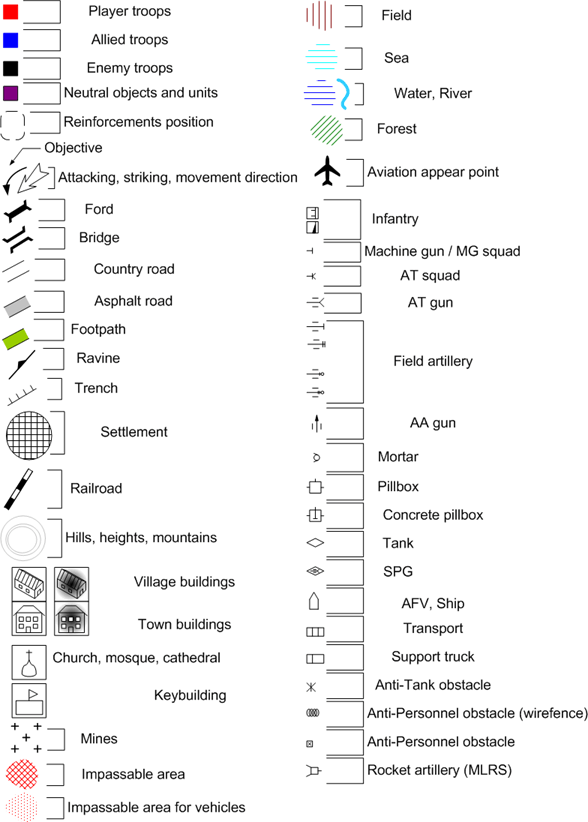 Player troops
Allied troops
Enemy troops
Neutral objects and units
Reinforcements position
Objective
Attacking, striking, movement direction
Ford
Bridge
Country road
Asphalt road
Footpath
Ravine
Trench
Settlement
Railroad
Hills, heights, mountains
Village buildings
Town buildings
Church, mosque, cathedral
Keybuilding
Mines
Impassable area
Impassable area for vehicles
Field
Sea
Water, River
Forest
Aviation appear point
Infantry
Machine gun / MG squad
AT squad
AT gun
Field artillery
AA gun
Mortar
Pillbox
Concrete pillbox
Tank
SPG
AFV, Ship
Transport
Support truck
Anti-Tank obstacle
Anti-Personnel obstacle (wirefence)
Anti-Personnel obstacle
Rocket artillery (MLRS)